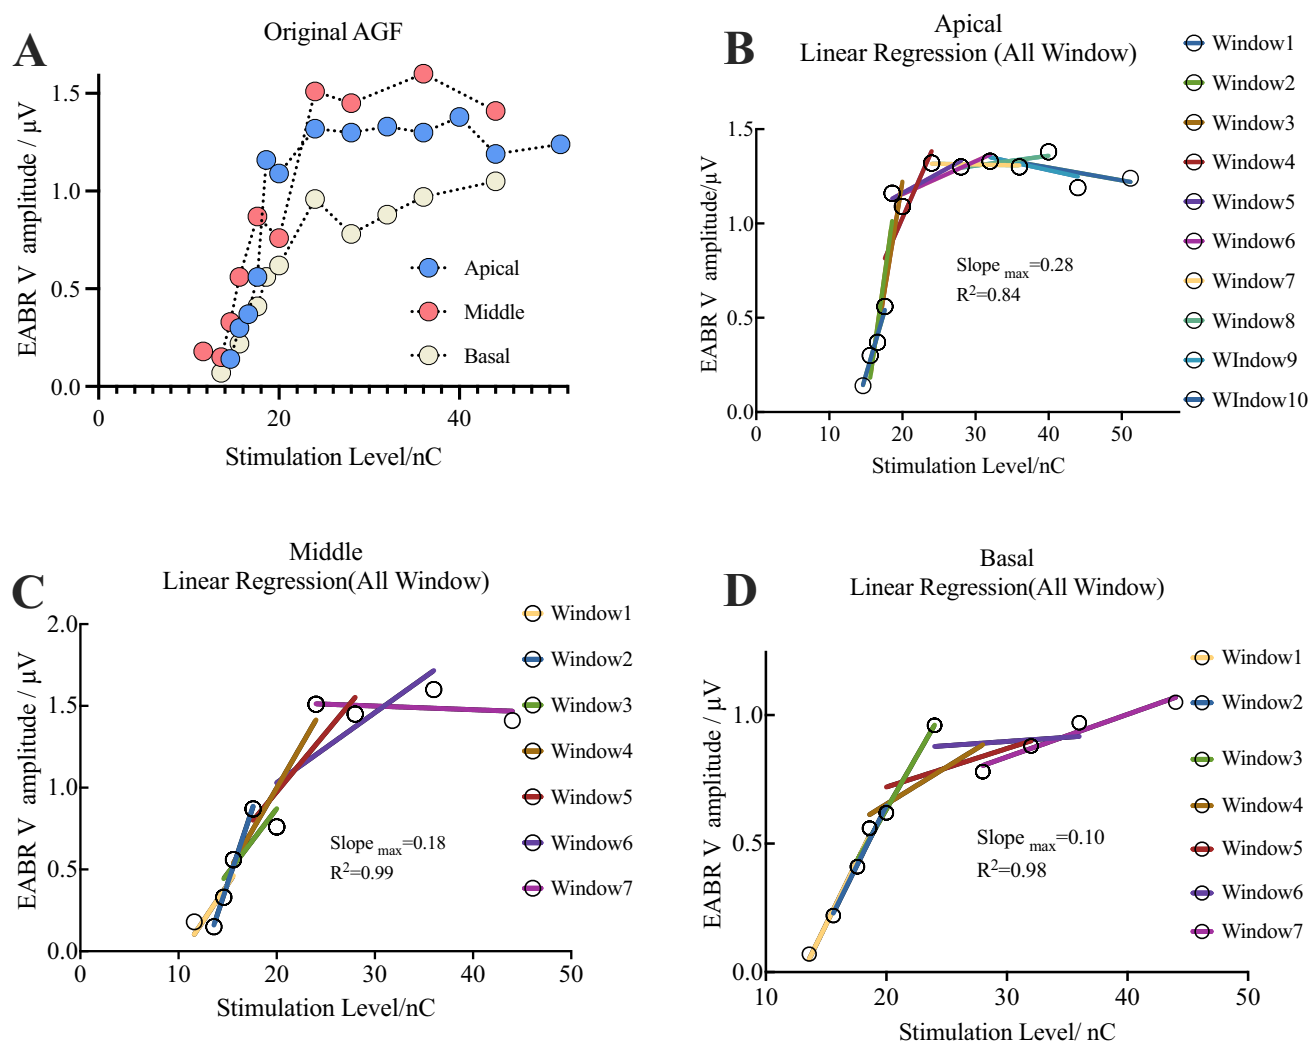 A
Original AGF
EABR V amplitude / μV
1.5
1.0
0.5
0.0
0
20
40
Stimulation Level/nC
Apical
Middle
Basal
B
Apical
Linear Regression (All Window)
EABR V amplitude/μV
1.5
1.0
0.5
0.0
0
10
20
30
40
50
Stimulation Level/nC
Slope max=0.28
R²=0.84
Window1
Window2
Window3
Window4
Window5
Window6
Window7
Window8
WIndow9
WIndow10
C
Middle
Linear Regression(All Window)
EABR V amplitude / μV
2.0
1.5
1.0
0.5
0.0
0
10
20
30
40
50
Stimulation Level/nC
Slope max=0.18
R²=0.99
Window1
Window2
Window3
Window4
Window5
Window6
Window7
D
Basal
Linear Regression(All Window)
EABR V amplitude / μV
1.0
0.5
0.0
10
20
30
40
50
Stimulation Level/ nC
Slope max=0.10
R²=0.98
Window1
Window2
Window3
Window4
Window5
Window6
Window7